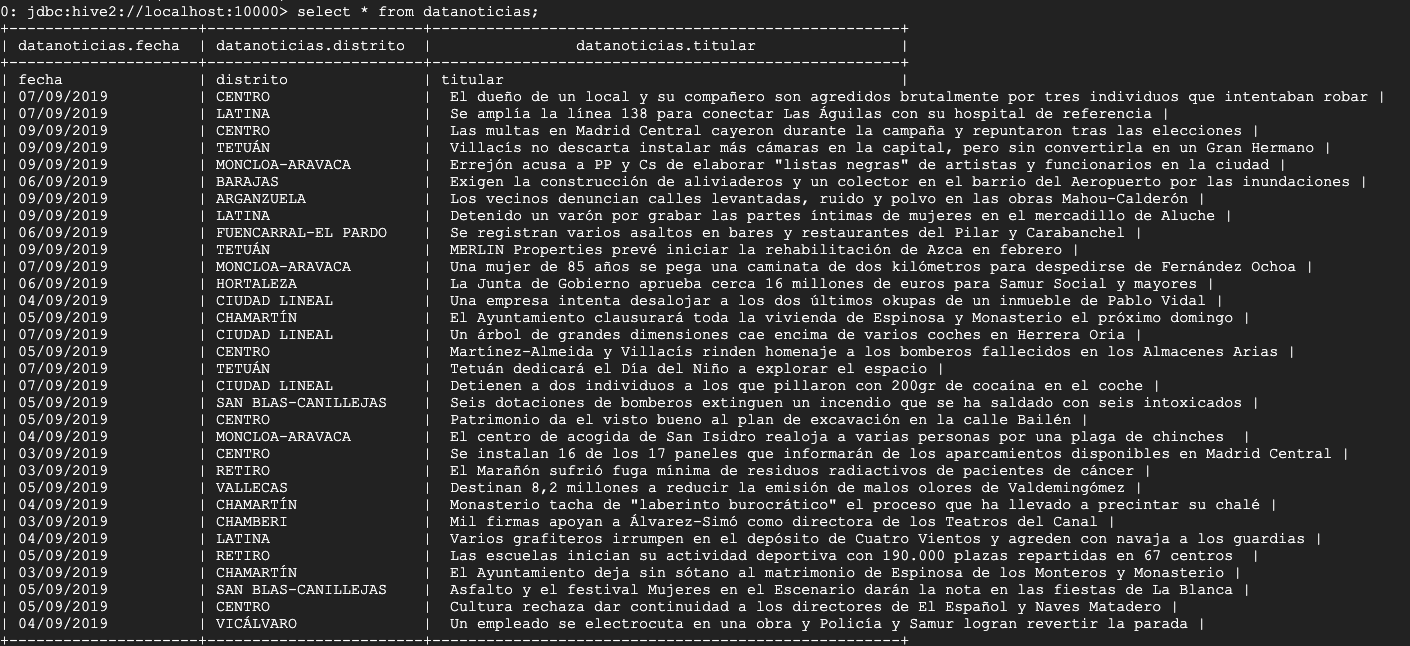 0: jdbc:hive2://localhost:10000> select * from datanoticias;
+---------------------+------------------------+----------------------------------------------------+
| datanoticias.fecha | datanoticias.distrito | datanoticias.titular |
+---------------------+------------------------+----------------------------------------------------+
| fecha | distrito | titular |
| 07/09/2019 | CENTRO | El dueño de un local y su compañero son agredidos brutalmente por tres individuos que intentaban robar |
| 07/09/2019 | LATINA | Se amplía la línea 138 para conectar Las Águilas con su hospital de referencia |
| 09/09/2019 | CENTRO | Las multas en Madrid Central cayeron durante la campaña y repuntaron tras las elecciones |
| 09/09/2019 | TETUÁN | Villacís no descarta instalar más cámaras en la capital, pero sin convertirla en un Gran Hermano |
| 09/09/2019 | MONCLOA-ARAVACA | Errejón acusa a PP y Cs de elaborar "listas negras" de artistas y funcionarios en la ciudad |
| 06/09/2019 | BARAJAS | Exigen la construcción de aliviaderos y un colector en el barrio del Aeropuerto por las inundaciones |
| 09/09/2019 | ARGANZUELA | Los vecinos denuncian calles levantadas, ruido y polvo en las obras Mahou-Calderón |
| 09/09/2019 | LATINA | Detenido un varón por grabar las partes íntimas de mujeres en el mercadillo de Aluche |
| 06/09/2019 | FUENCARRAL-EL PARDO | Se registran varios asaltos en bares y restaurantes del Pilar y Carabanchel |
| 09/09/2019 | TETUÁN | MERLIN Properties prevé iniciar la rehabilitación de Azca en febrero |
| 07/09/2019 | MONCLOA-ARAVACA | Una mujer de 85 años se pega una caminata de dos kilómetros para despedirse de Fernández Ochoa |
| 06/09/2019 | HORTALEZA | La Junta de Gobierno aprueba cerca 16 millones de euros para Samur Social y mayores |
| 04/09/2019 | CIUDAD LINEAL | Una empresa intenta desalojar a los dos últimos okupas de un inmueble de Pablo Vidal |
| 05/09/2019 | CHAMARTÍN | El Ayuntamiento clausurará toda la vivienda de Espinosa y Monasterio el próximo domingo |
| 07/09/2019 | CIUDAD LINEAL | Un árbol de grandes dimensiones cae encima de varios coches en Herrera Oria |
| 05/09/2019 | CENTRO | Martínez-Almeida y Villacís rinden homenaje a los bomberos fallecidos en los Almacenes Arias |
| 07/09/2019 | TETUÁN | Tetuán dedicará el Día del Niño a explorar el espacio |
| 07/09/2019 | CIUDAD LINEAL | Detienen a dos individuos a los que pillaron con 200gr de cocaína en el coche |
| 05/09/2019 | SAN BLAS-CANILLEJAS | Seis dotaciones de bomberos extinguen un incendio que se ha saldado con seis intoxicados |
| 05/09/2019 | CENTRO | Patrimonio da el visto bueno al plan de excavación en la calle Bailén |
| 04/09/2019 | MONCLOA-ARAVACA | El centro de acogida de San Isidro realoja a varias personas por una plaga de chinches |
| 03/09/2019 | CENTRO | Se instalan 16 de los 17 paneles que informarán de los aparcamientos disponibles en Madrid Central |
| 03/09/2019 | RETIRO | El Marañón sufrió fuga mínima de residuos radiactivos de pacientes de cáncer |
| 05/09/2019 | VALLECAS | Destinan 8,2 millones a reducir la emisión de malos olores de Valdemingómez |
| 04/09/2019 | CHAMARTÍN | Monasterio tacha de "laberinto burocrático" el proceso que ha llevado a precintar su chalé |
| 03/09/2019 | CHAMBERI | Mil firmas apoyan a Álvarez-Simó como directora de los Teatros del Canal |
| 04/09/2019 | LATINA | Varios grafiteros irrumpen en el depósito de Cuatro Vientos y agreden con navaja a los guardias |
| 05/09/2019 | RETIRO | Las escuelas inician su actividad deportiva con 190.000 plazas repartidas en 67 centros |
| 03/09/2019 | CHAMARTÍN | El Ayuntamiento deja sin sótano al matrimonio de Espinosa de los Monteros y Monasterio |
| 05/09/2019 | SAN BLAS-CANILLEJAS | Asfalto y el festival Mujeres en el Escenario darán la nota en las fiestas de La Blanca |
| 05/09/2019 | CENTRO | Cultura rechaza dar continuidad a los directores de El Español y Naves Matadero |
| 04/09/2019 | VICÁLVARO | Un empleado se electrocuta en una obra y Policía y Samur logran revertir la parada |
+---------------------+------------------------+----------------------------------------------------+